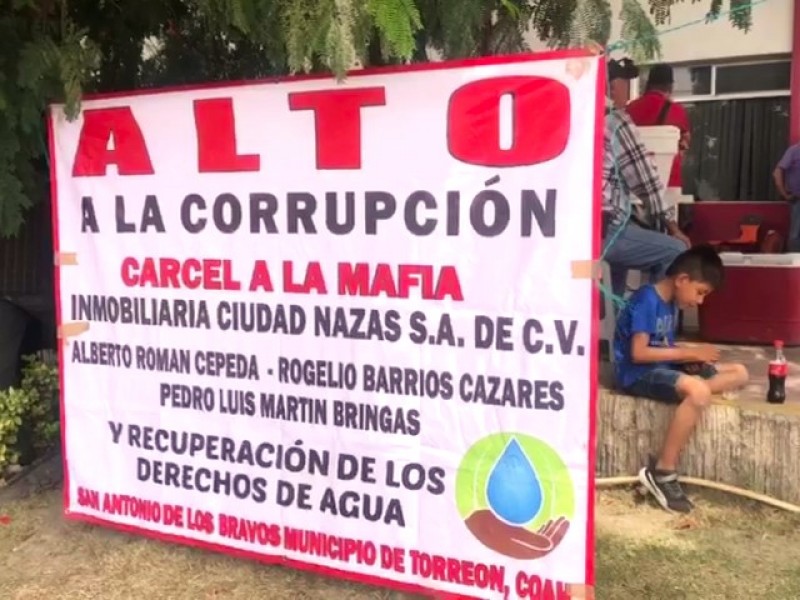 ALTO
A LA CORRUPCIÓN
CARCEL A LA MAFIA
INMOBILIARIA CIUDAD NAZAS S.A. DE C.V.
ALBERTO ROMAN CEPEDA - ROGELIO BARRIOS CAZARES
PEDRO LUIS MARTIN BRINGAS
Y RECUPERACIÓN DE LOS
DERECHOS DE AGUA
SAN ANTONIO DE LOS BRAVOS MUNICIPIO DE TORREON, COAH